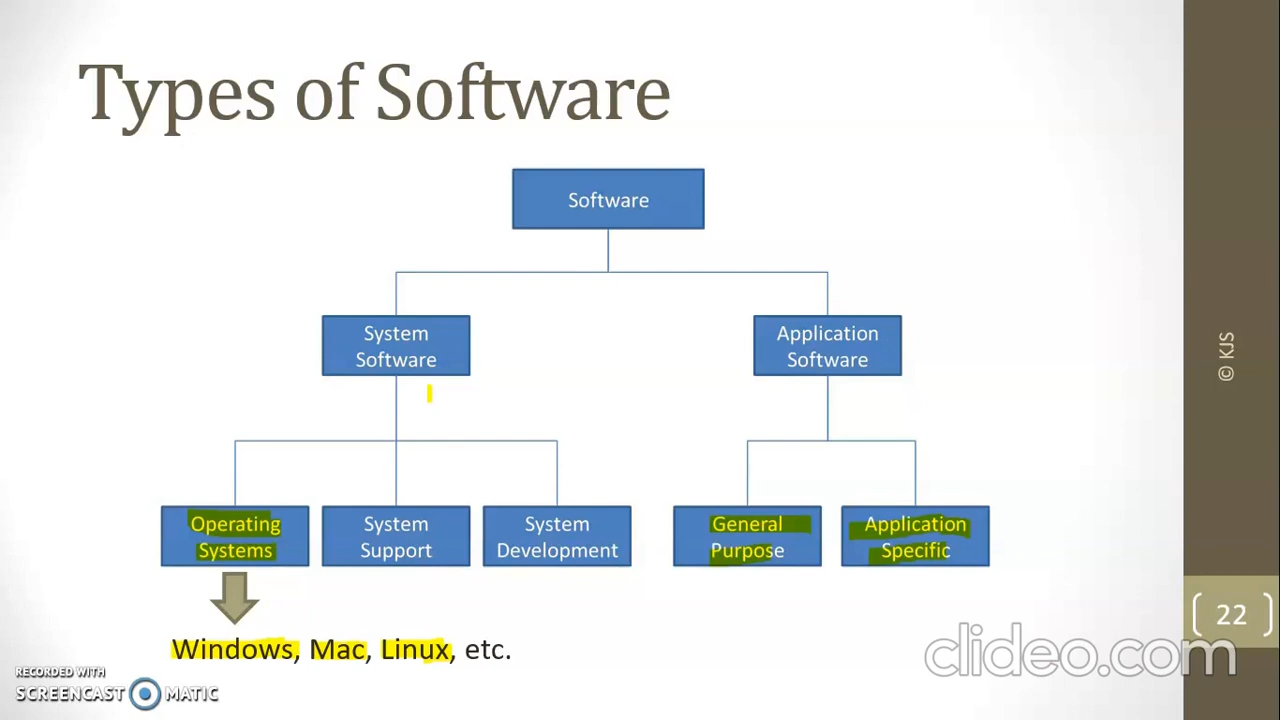 Types of Software
Software
System
Software
Application
Software
Operating
Systems
System
Support
System
Development
General
Purpose
Application
Specific
Windows, Mac, Linux, etc.
© KJS
22
clideo.com
RECORDED WITH
SCREENCAST MATIC